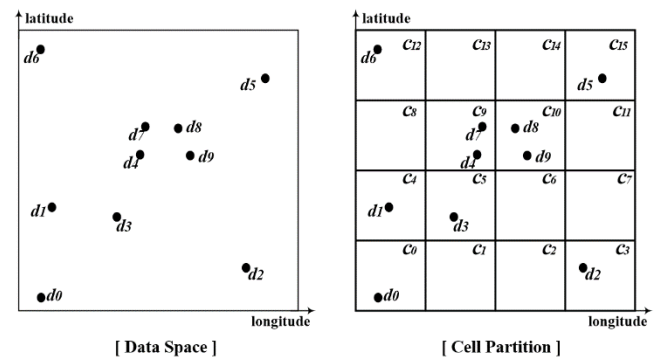 latitude
d6
d5
d7
d8
d4
d9
d1
d3
d2
d0
longitude
[ Data Space ]
latitude
c12 c13 c14 c15
d6
d5
c8 c9 c10 c11
d7 d8
d4 d9
c4 c5 c6 c7
d1
d3
c0 c1 c2 c3
d2
d0
longitude
[ Cell Partition ]